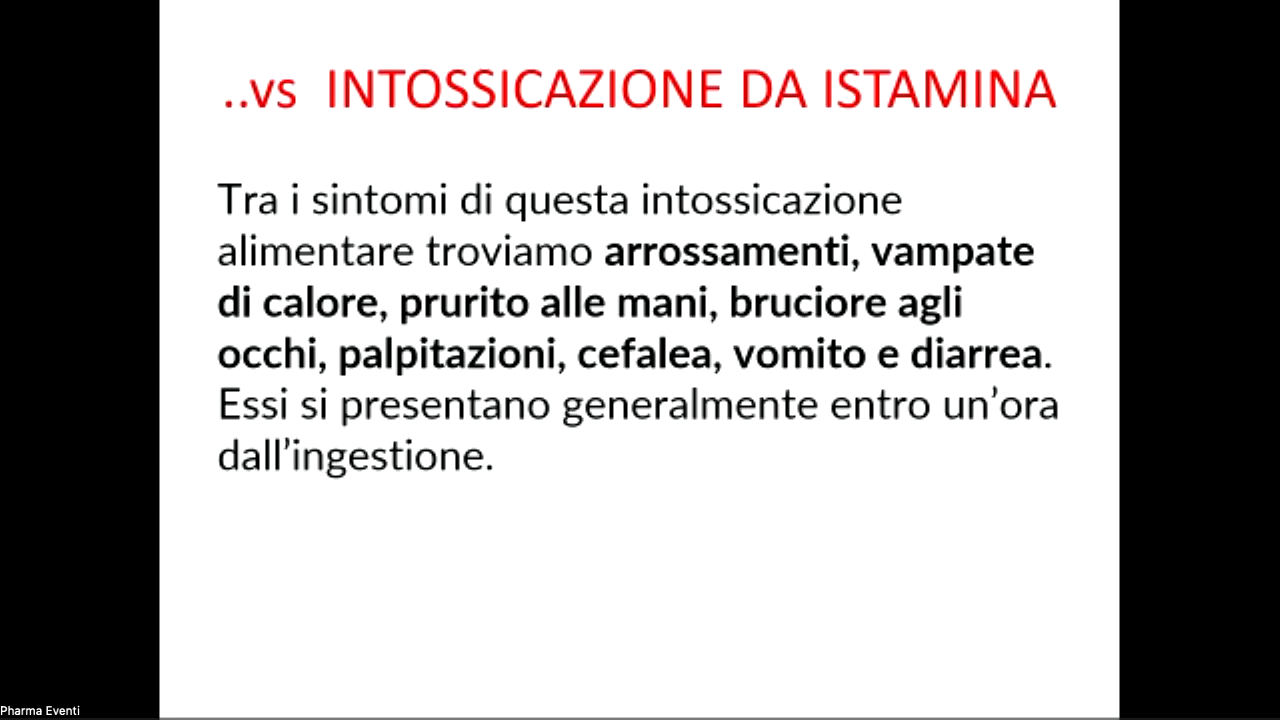 ..vs INTOSSICAZIONE DA ISTAMINA
Tra i sintomi di questa intossicazione
alimentare troviamo arrossamenti, vampate
di calore, prurito alle mani, bruciore agli
occhi, palpitazioni, cefalea, vomito e diarrea.
Essi si presentano generalmente entro un’ora
dall’ingestione.
Pharma Eventi